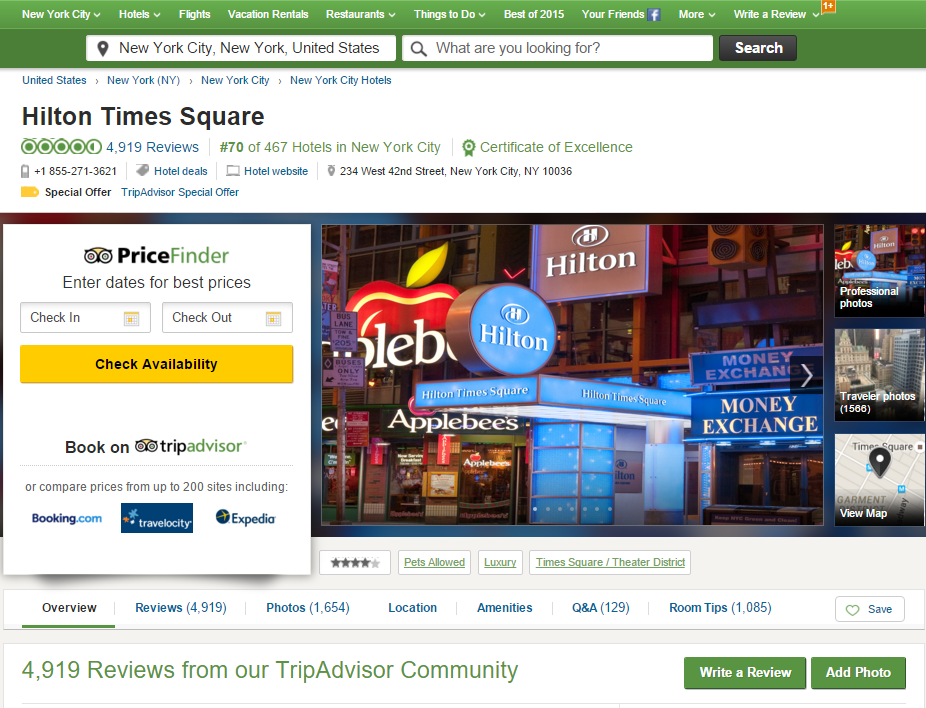 New York City Hotels Flights Vacation Rentals Restaurants Things to Do Best of 2015 Your Friends More Write a Review 1+
New York City, New York, United States What are you looking for? Search
United States › New York (NY) › New York City › New York City Hotels
Hilton Times Square
4,919 Reviews #70 of 467 Hotels in New York City Certificate of Excellence
+1 855-271-3621 Hotel deals Hotel website 234 West 42nd Street, New York City, NY 10036
Special Offer TripAdvisor Special Offer
PriceFinder
Enter dates for best prices
Check In Check Out
Check Availability
Book on tripadvisor®
or compare prices from up to 200 sites including:
Booking.com travelocity Expedia
Hilton
Hilton
BUS
LANE
205
BUSES
ONLY
Hilton Times Square
Hilton Times Square
Applebees
Applebees
MONEY
EXCHANGE
MONEY
EXCHANGE
Hilton
Professional
photos
Traveler photos
(1566)
Times Square
GARMENT
View Map
Pets Allowed Luxury Times Square / Theater District
Overview Reviews (4,919) Photos (1,654) Location Amenities Q&A (129) Room Tips (1,085) Save
4,919 Reviews from our TripAdvisor Community Write a Review Add Photo